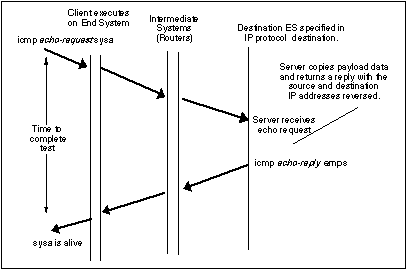 Client executes
on End System
Intermediate
Systems
(Routers)
Destination ES specified in
IP protocol destination.
icmp echo-request sysa
Server copies payload data
and returns a reply with the
source and destination
IP addresses reversed.
Time to
complete
test
Server receives
echo request
icmp echo-reply emps
sysa is alive